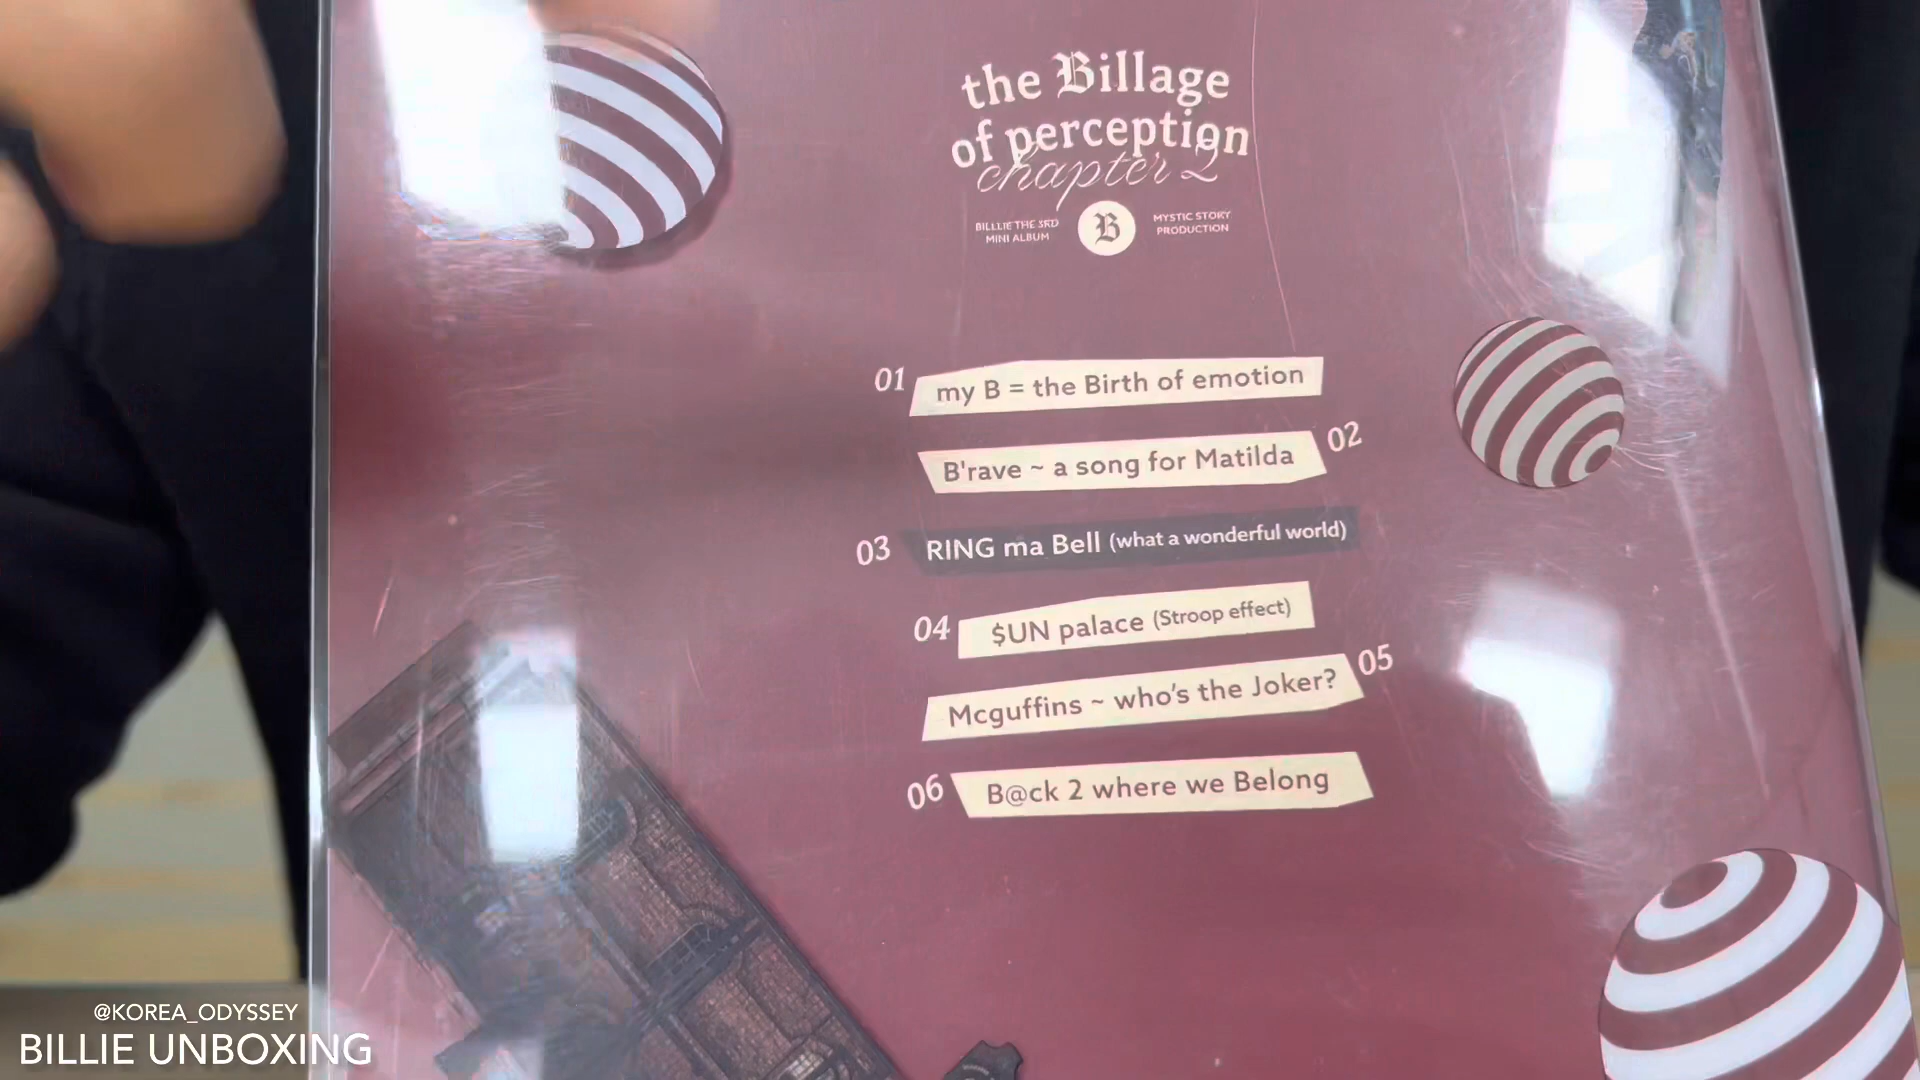 the Billage
of perception
chapter 2
BILLLIE THE 3RD
MINI ALBUM
B
MYSTIC STORY
PRODUCTION
01 my B = the Birth of emotion
B'rave ~ a song for Matilda 02
03 RING ma Bell (what a wonderful world)
04 $UN palace (Stroop effect)
Mcguffins ~ who's the Joker? 05
06 B@ck 2 where we Belong
@KOREA_ODYSSEY
BILLIE UNBOXING